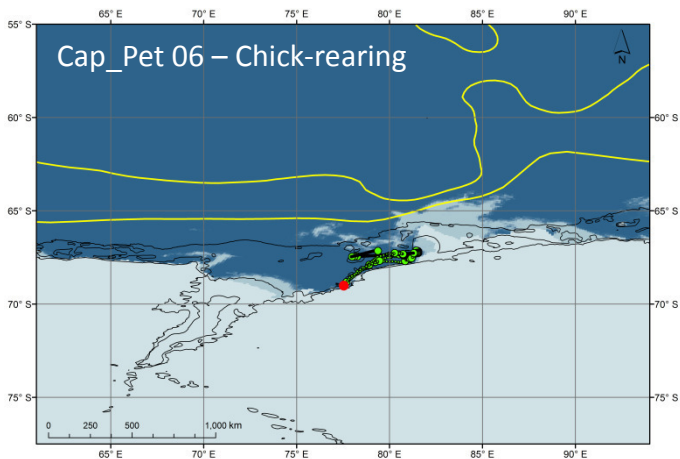 65° E 70° E 75° E 80° E 85° E 90° E
55° S
Cap_Pet 06 – Chick-rearing
N
60° S 60° S
65° S 65° S
70° S 70° S
75° S 75° S
0 250 500 1,000 km
65° E 70° E 75° E 80° E 85° E 90° E